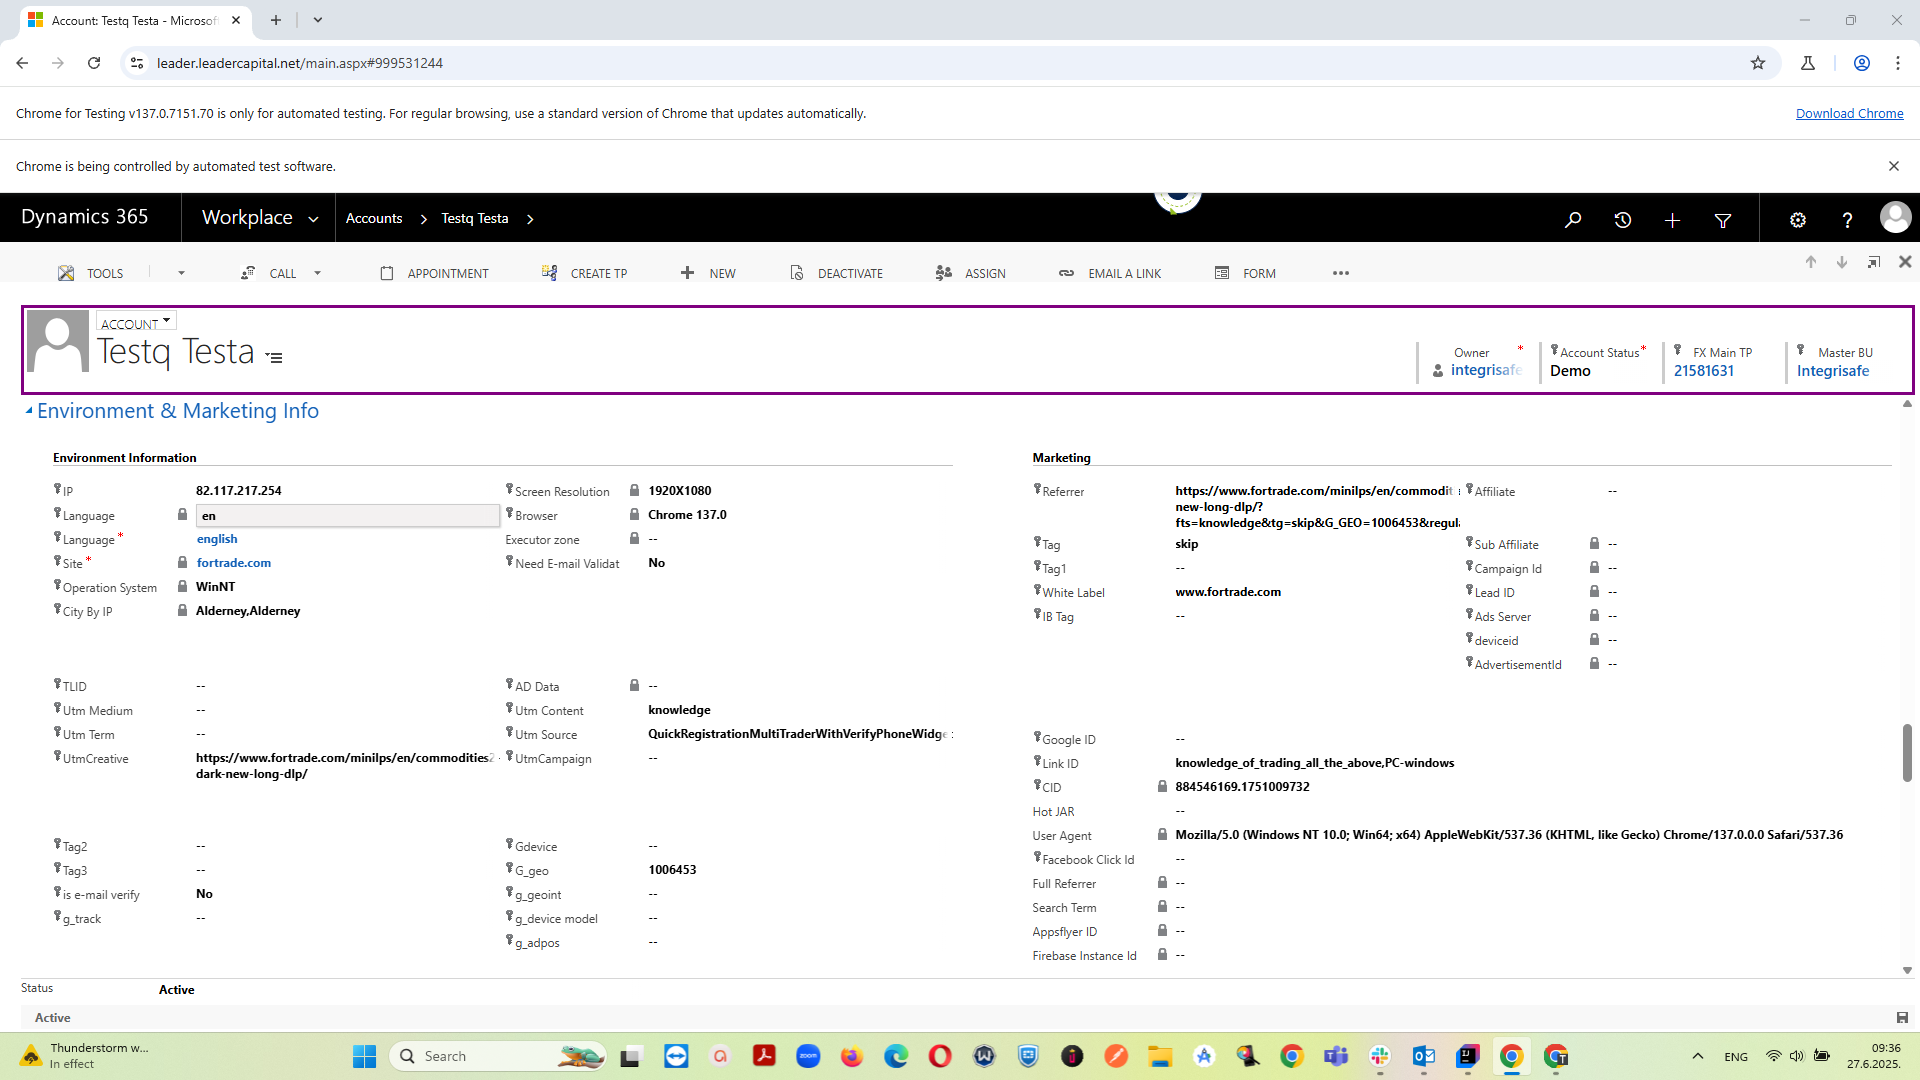 Account: Testq Testa - Microsof
leader.leadercapital.net/main.aspx#999531244
Chrome for Testing v137.0.7151.70 is only for automated testing. For regular browsing, use a standard version of Chrome that updates automatically.
Download Chrome
Chrome is being controlled by automated test software.
Dynamics 365
Workplace
Accounts
Testq Testa
TOOLS
CALL
APPOINTMENT
CREATE TP
NEW
DEACTIVATE
ASSIGN
EMAIL A LINK
FORM
ACCOUNT
Testq Testa
Owner *
integrisafe
Account Status *
Demo
FX Main TP
21581631
Master BU
Integrisafe
Environment & Marketing Info
Environment Information
IP 82.117.217.254
Language en
Language * english
Site * fortrade.com
Operation System WinNT
City By IP Alderney,Alderney
Screen Resolution 1920X1080
Browser Chrome 137.0
Executor zone --
Need E-mail Validat No
TLID --
Utm Medium --
Utm Term --
UtmCreative https://www.fortrade.com/minilps/en/commodities2-
dark-new-long-dlp/
AD Data --
Utm Content knowledge
Utm Source QuickRegistrationMultiTraderWithVerifyPhoneWidge
UtmCampaign --
Tag2 --
Tag3 --
is e-mail verify No
g_track --
Gdevice --
G_geo 1006453
g_geoint --
g_device model --
g_adpos --
Marketing
Referrer https://www.fortrade.com/minilps/en/commodit
new-long-dlp/?
fts=knowledge&tg=skip&G_GEO=1006453&regul
Tag skip
Tag1 --
White Label www.fortrade.com
IB Tag --
Affiliate --
Sub Affiliate --
Campaign Id --
Lead ID --
Ads Server --
deviceid --
AdvertisementId --
Google ID --
Link ID knowledge_of_trading_all_the_above,PC-windows
CID 884546169.1751009732
Hot JAR --
User Agent Mozilla/5.0 (Windows NT 10.0; Win64; x64) AppleWebKit/537.36 (KHTML, like Gecko) Chrome/137.0.0.0 Safari/537.36
Facebook Click Id --
Full Referrer --
Search Term --
Appsflyer ID --
Firebase Instance Id --
Status Active
Active
Thunderstorm w...
In effect
Search
zoom
ENG
09:36
27.6.2025.